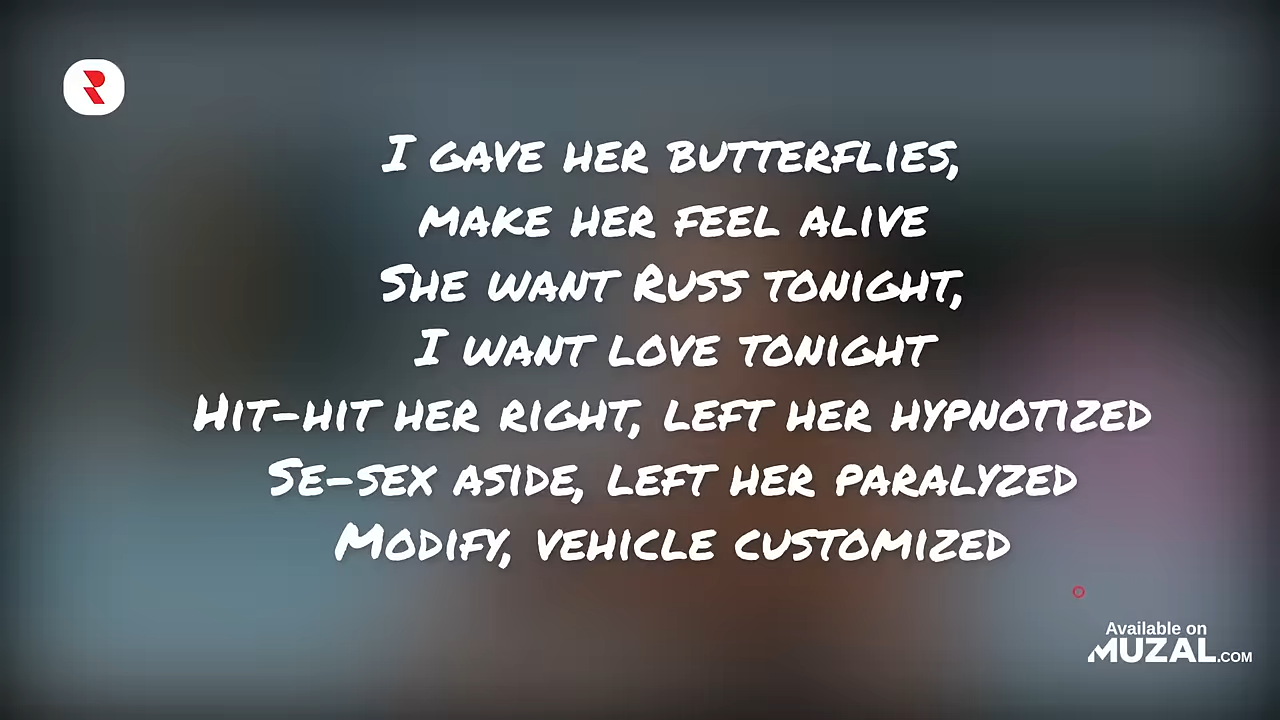 I gave her butterflies,
make her feel alive
She want Russ tonight,
I want love tonight
Hit-hit her right, left her hypnotized
Se-sex aside, left her paralyzed
Modify, vehicle customized
Available on
MUZAL.COM